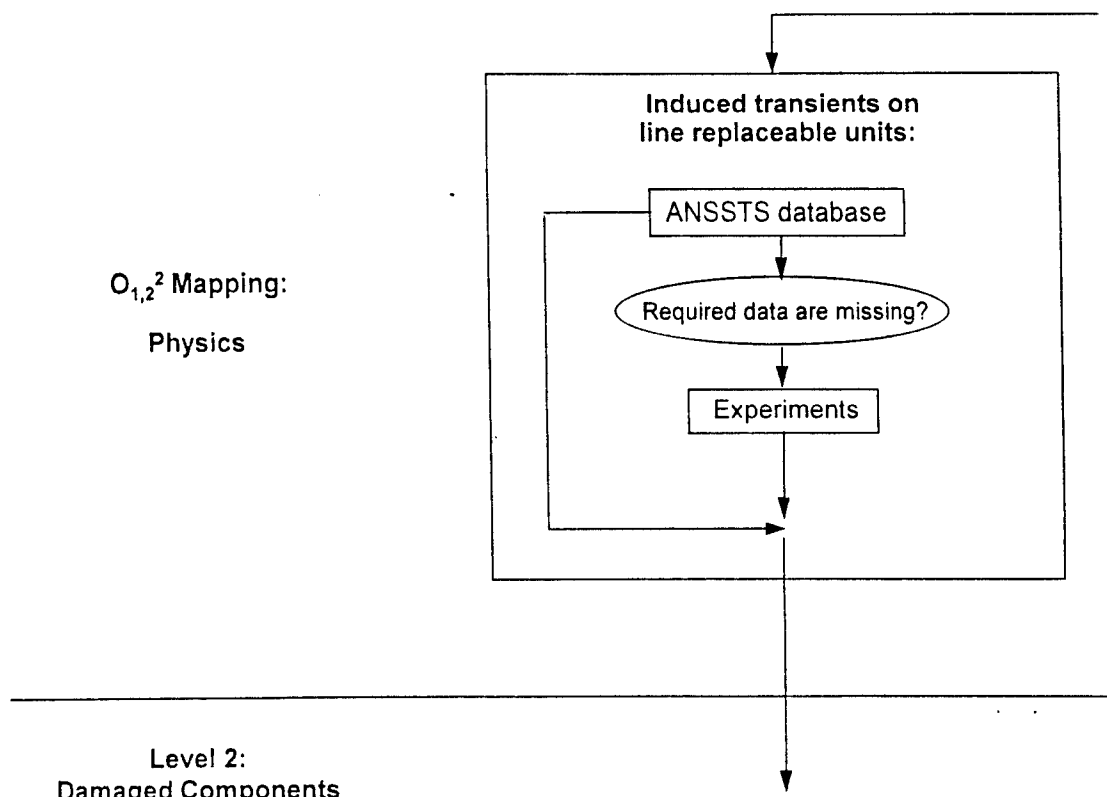 Induced transients on
line replaceable units:
ANSSTS database
Required data are missing?
Experiments
O₁,₂² Mapping:
Physics
Level 2:
Damaged Components